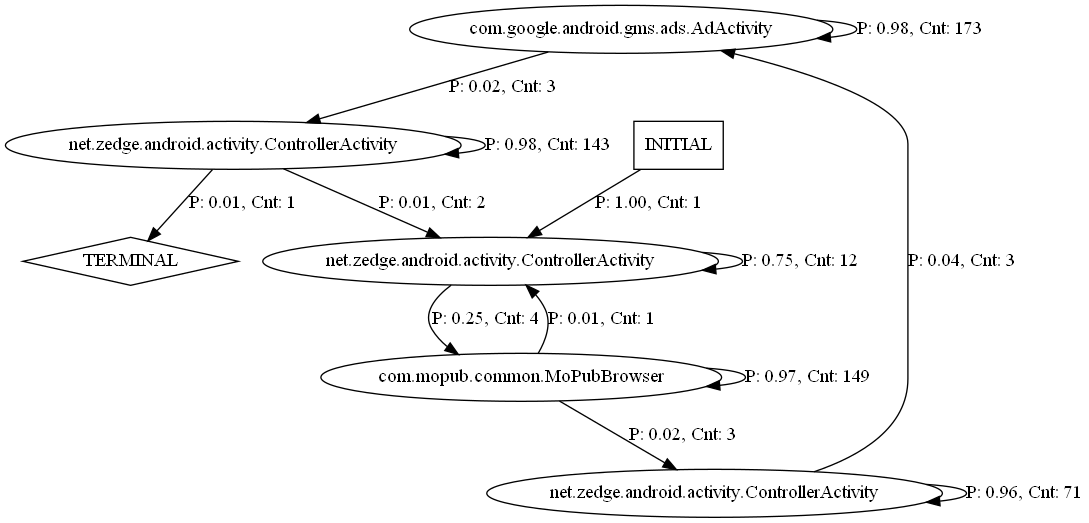 com.google.android.gms.ads.AdActivity
P: 0.98, Cnt: 173
P: 0.02, Cnt: 3
net.zedge.android.activity.ControllerActivity
P: 0.98, Cnt: 143
INITIAL
P: 0.01, Cnt: 1
P: 0.01, Cnt: 2
P: 1.00, Cnt: 1
TERMINAL
net.zedge.android.activity.ControllerActivity
P: 0.75, Cnt: 12
P: 0.04, Cnt: 3
P: 0.25, Cnt: 4
P: 0.01, Cnt: 1
com.mopub.common.MoPubBrowser
P: 0.97, Cnt: 149
P: 0.02, Cnt: 3
net.zedge.android.activity.ControllerActivity
P: 0.96, Cnt: 71